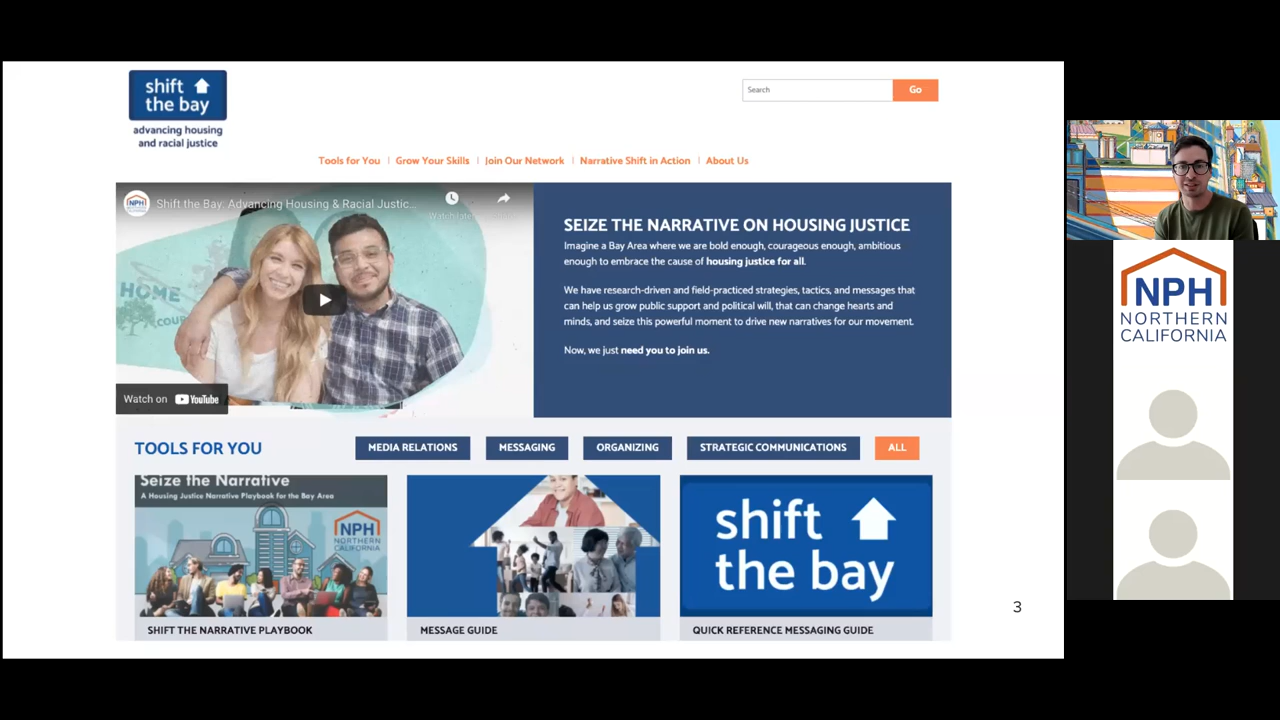 shift
the bay
advancing housing
and racial justice
Search
Go
Tools for You | Grow Your Skills | Join Our Network | Narrative Shift in Action | About Us
NPH
Shift the Bay: Advancing Housing & Racial Justic...
Watch later
HOME
Watch on YouTube
SEIZE THE NARRATIVE ON HOUSING JUSTICE
Imagine a Bay Area where we are bold enough, courageous enough, ambitious
enough to embrace the cause of housing justice for all.
We have research-driven and field-practiced strategies, tactics, and messages that
can help us grow public support and political will, that can change hearts and
minds, and seize this powerful moment to drive new narratives for our movement.
Now, we just need you to join us.
TOOLS FOR YOU
MEDIA RELATIONS
MESSAGING
ORGANIZING
STRATEGIC COMMUNICATIONS
ALL
Seize the Narrative
A Housing Justice Narrative Playbook for the Bay Area
NPH
NORTHERN
CALIFORNIA
SHIFT THE NARRATIVE PLAYBOOK
MESSAGE GUIDE
shift
the bay
QUICK REFERENCE MESSAGING GUIDE
3
NPH
NORTHERN
CALIFORNIA